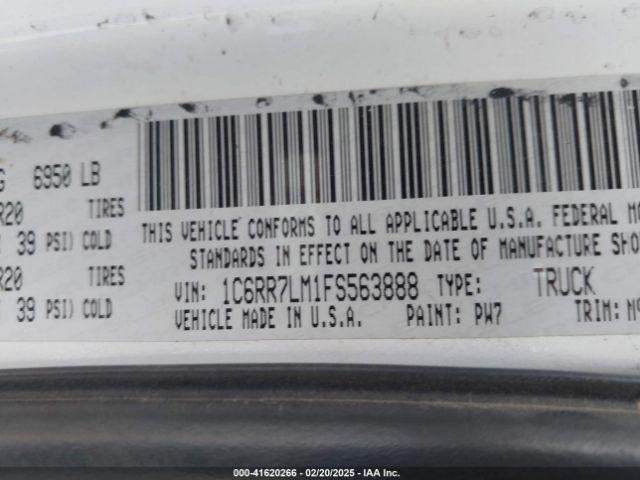 G 6950 LB
R20 TIRES
39 PSI) COLD
R20 TIRES
39 PSI) COLD
THIS VEHICLE CONFORMS TO ALL APPLICABLE U.S.A. FEDERAL
STANDARDS IN EFFECT ON THE DATE OF MANUFACTURE
VIN: 1C6RR7LM1FS563888 TYPE: TRUCK
VEHICLE MADE IN U.S.A. PAINT: PW7 TRIM:
000-41620266 - 02/20/2025 - IAA Inc.